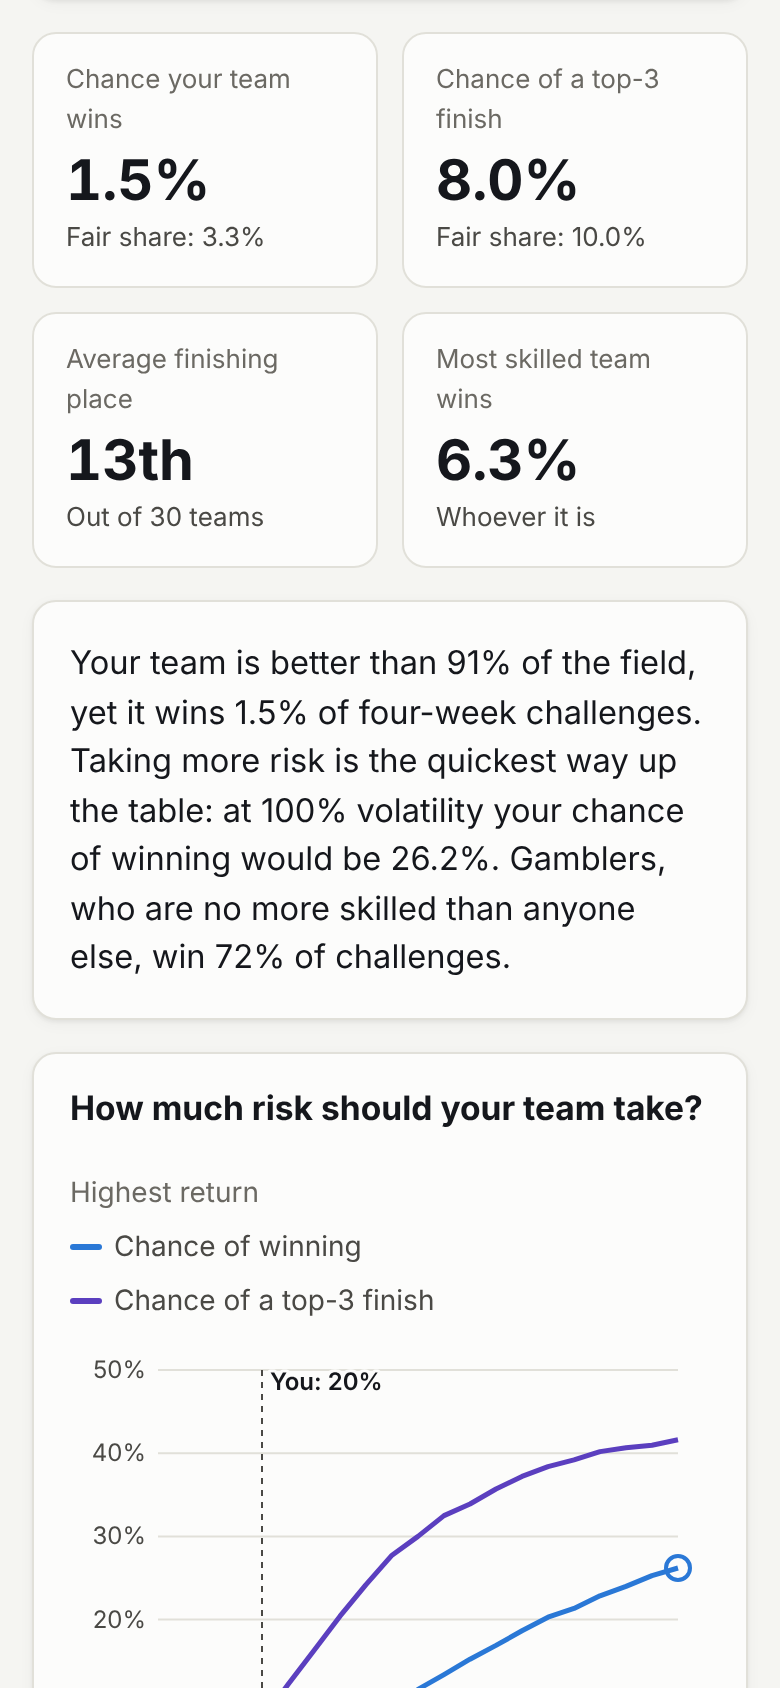 Chance your team
wins
1.5%
Fair share: 3.3%
Chance of a top-3
finish
8.0%
Fair share: 10.0%
Average finishing
place
13th
Out of 30 teams
Most skilled team
wins
6.3%
Whoever it is
Your team is better than 91% of the field,
yet it wins 1.5% of four-week challenges.
Taking more risk is the quickest way up
the table: at 100% volatility your chance
of winning would be 26.2%. Gamblers,
who are no more skilled than anyone
else, win 72% of challenges.
How much risk should your team take?
Highest return
Chance of winning
Chance of a top-3 finish
50%
You: 20%
40%
30%
20%